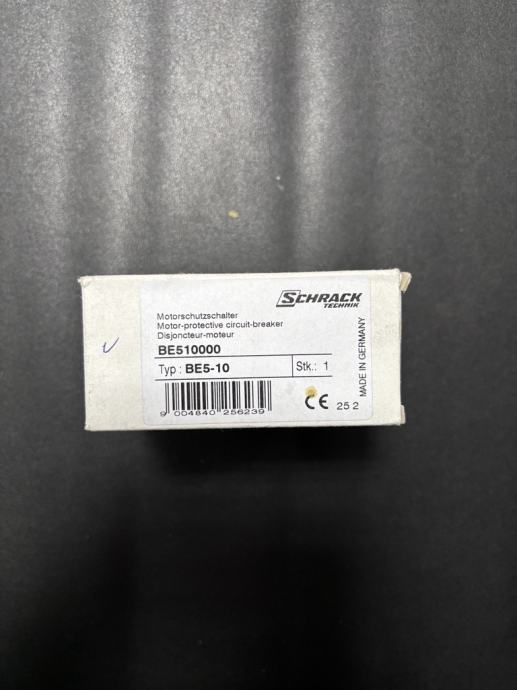 SCHRACK
TECHNIK
Motorschutzschalter
Motor-protective circuit-breaker
Disjoncteur-moteur
BE510000
Typ : BE5-10
Stk.: 1
9 004840 256239
CE 25 2
MADE IN GERMANY